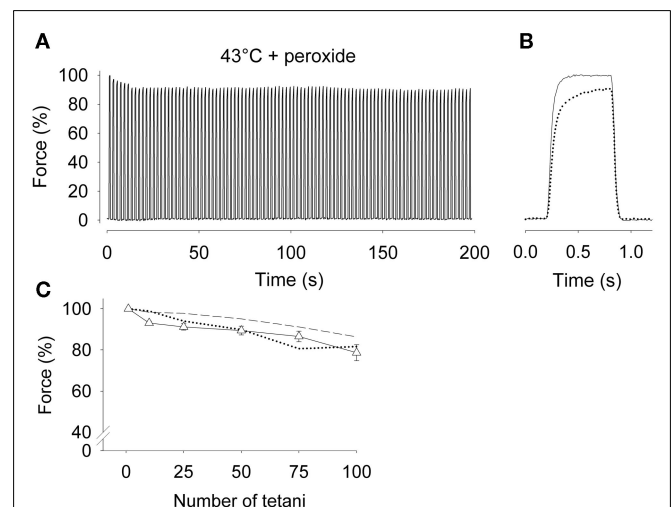 A
43°C + peroxide
Force (%)
100
80
60
40
20
0
0 50 100 150 200
Time (s)
B
0.0 0.5 1.0
Time (s)
C
Force (%)
100
80
60
40
0
0 25 50 75 100
Number of tetani